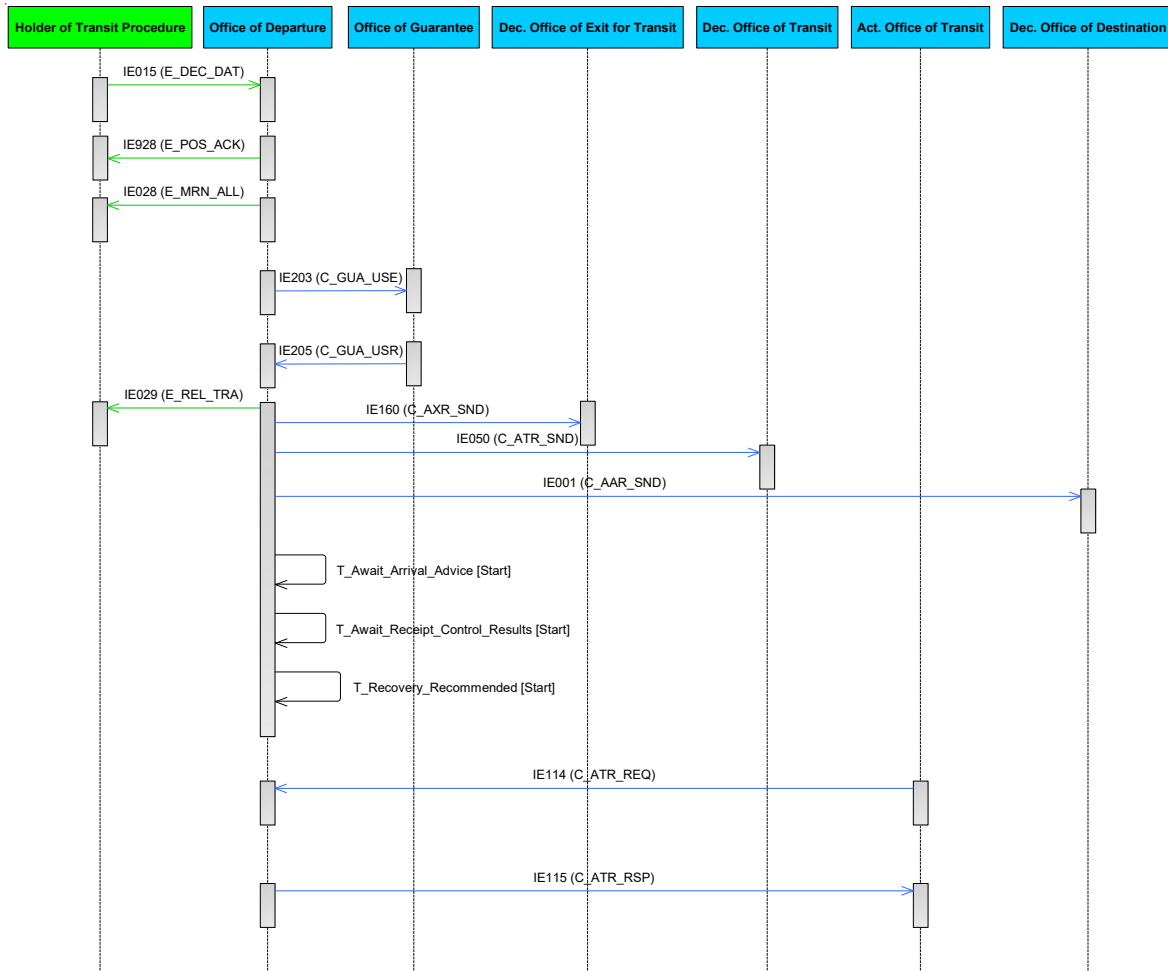 Holder of Transit Procedure
Office of Departure
Office of Guarantee
Dec. Office of Exit for Transit
Dec. Office of Transit
Act. Office of Transit
Dec. Office of Destination
IE015 (E_DEC_DAT)
IE928 (E_POS_ACK)
IE028 (E_MRN_ALL)
IE203 (C_GUA_USE)
IE205 (C_GUA_USR)
IE029 (E_REL_TRA)
IE160 (C_AXR_SND)
IE050 (C_ATR_SND)
IE001 (C_AAR_SND)
T_Await_Arrival_Advice [Start]
T_Await_Receipt_Control_Results [Start]
T_Recovery_Recommended [Start]
IE114 (C_ATR_REQ)
IE115 (C_ATR_RSP)